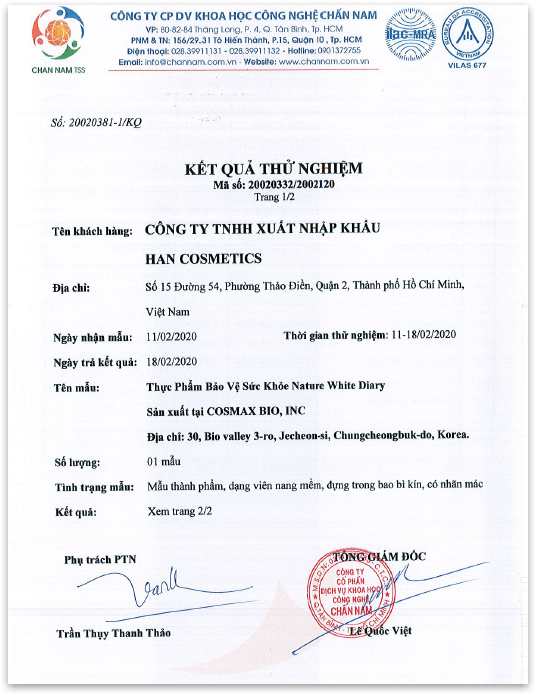 CÔNG TY CP DV KHOA HỌC CÔNG NGHỆ CHẤN NAM
VP: 80-82-84 Thăng Long, P. 4, Q. Tân Bình, Tp. HCM
PNM & TN: 156/29.31 Tô Hiến Thành, P.15, Quận 10, Tp. HCM
Điện thoại: 028.39911131 - 028.39911132 - Hotline: 0901372755
Email: info@channam.com.vn - Website: www.channam.com.vn
CHAN NAM TSS
ilac-MRA
BUREAU OF ACCREDITATION
VIETNAM
VILAS 677
Số: 20020381-1/KQ
KẾT QUẢ THỬ NGHIỆM
Mã số: 20020332/2002120
Trang 1/2
Tên khách hàng: CÔNG TY TNHH XUẤT NHẬP KHẨU
HAN COSMETICS
Địa chỉ: Số 15 Đường 54, Phường Thảo Điền, Quận 2, Thành phố Hồ Chí Minh,
Việt Nam
Ngày nhận mẫu: 11/02/2020 Thời gian thử nghiệm: 11-18/02/2020
Ngày trả kết quả: 18/02/2020
Tên mẫu: Thực Phẩm Bảo Vệ Sức Khỏe Nature White Diary
Sản xuất tại COSMAX BIO, INC
Địa chỉ: 30, Bio valley 3-ro, Jecheon-si, Chungcheongbuk-do, Korea.
Số lượng: 01 mẫu
Tình trạng mẫu: Mẫu thành phẩm, dạng viên nang mềm, đựng trong bao bì kín, có nhãn mác
Kết quả: Xem trang 2/2
Phụ trách PTN TỔNG GIÁM ĐỐC
CÔNG TY
CỔ PHẦN
DỊCH VỤ KHOA HỌC
CÔNG NGHỆ
CHẤN NAM
Trần Thụy Thanh Thảo Lê Quốc Việt